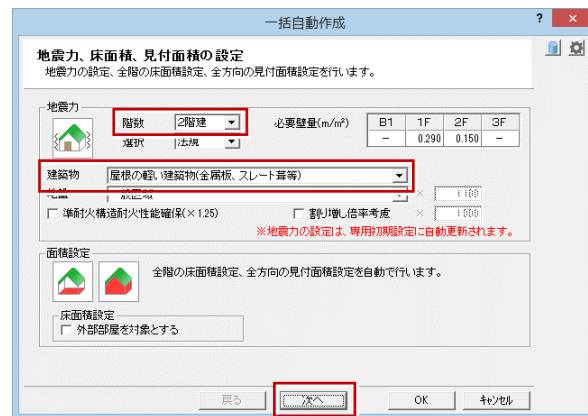 一括自動作成
地震力、床面積、見付面積の設定
地震力の設定、全階の床面積設定、全方向の見付面積設定を行います。
地震力
階数 2階建 必要壁量(m/m²) B1 1F 2F 3F
選択 法規 － 0.290 0.150 －
建築物 屋根の軽い建築物(金属板、スレート葺等)
地盤 一般区域 × 1.100
準耐火構造耐火性能確保(×1.25) 割り増し倍率考慮 × 1.000
※地震力の設定は、専用初期設定に自動更新されます。
面積設定
全階の床面積設定、全方向の見付面積設定を自動で行います。
床面積設定
外部部屋を対象とする
戻る 次へ OK キャンセル